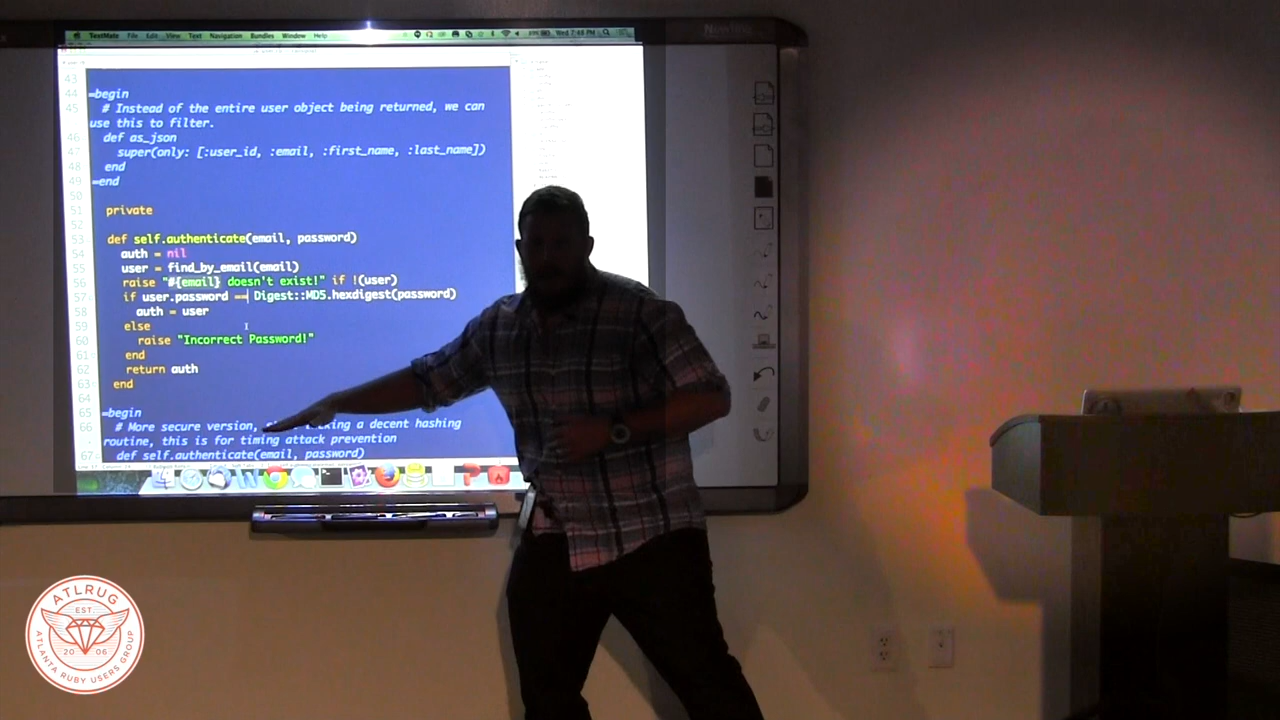 TextMate File Edit View Text Navigation Bundles Window Help Wed 7:48 PM
43
44 =begin
45 # Instead of the entire user object being returned, we can
use this to filter.
46 def as_json
47 super(only: [:user_id, :email, :first_name, :last_name])
48 end
49 =end
50
51 private
52
53 def self.authenticate(email, password)
54 auth = nil
55 user = find_by_email(email)
56 raise "#{email} doesn't exist!" if !(user)
57 if user.password == Digest::MD5.hexdigest(password)
58 auth = user
59 else
60 raise "Incorrect Password!"
61 end
62 return auth
63 end
64
65 =begin
66 # More secure version, a decent hashing
routine, this is for timing attack prevention
67 def self.authenticate(email, password)
ATLRUG
EST.
20 06
ATLANTA RUBY USERS GROUP